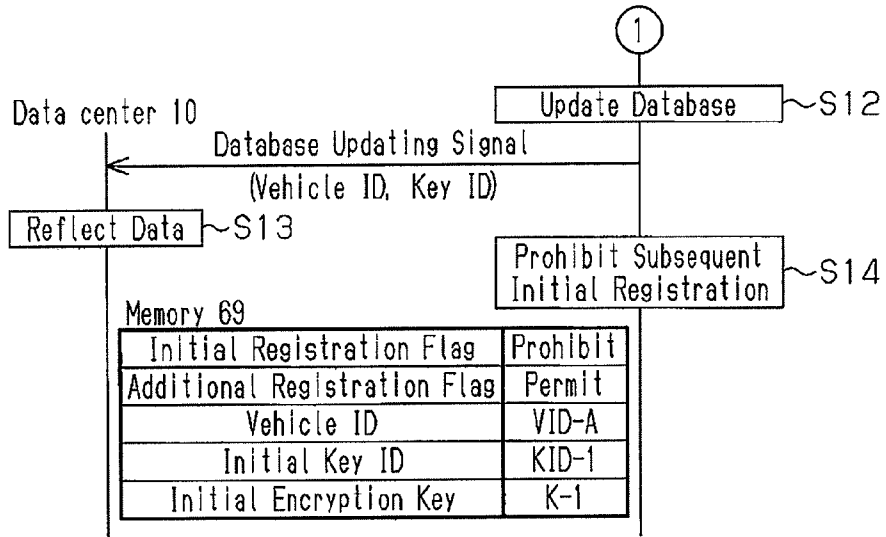 1
Update Database
S12
Data center 10
Database Updating Signal
(Vehicle ID, Key ID)
Reflect Data
S13
Prohibit Subsequent
Initial Registration
S14
Memory 69
Initial Registration Flag Prohibit
Additional Registration Flag Permit
Vehicle ID VID-A
Initial Key ID KID-1
Initial Encryption Key K-1